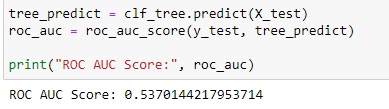 tree_predict = clf_tree.predict(X_test)
roc_auc = roc_auc_score(y_test, tree_predict)
print("ROC AUC Score:", roc_auc)
ROC AUC Score: 0.5370144217953714